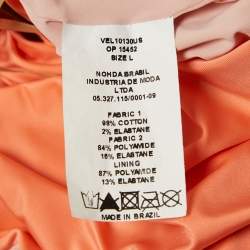 VEL10130US
OP 15452
SIZE L
NOHDA BRASIL
INDUSTRIA DE MODA
LTDA
05.327.115/0001-09
FABRIC 1
98% COTTON
2% ELASTANE
FABRIC 2
84% POLYAMIDE
16% ELASTANE
LINING
87% POLYAMIDE
13% ELASTANE
MADE IN BRAZIL